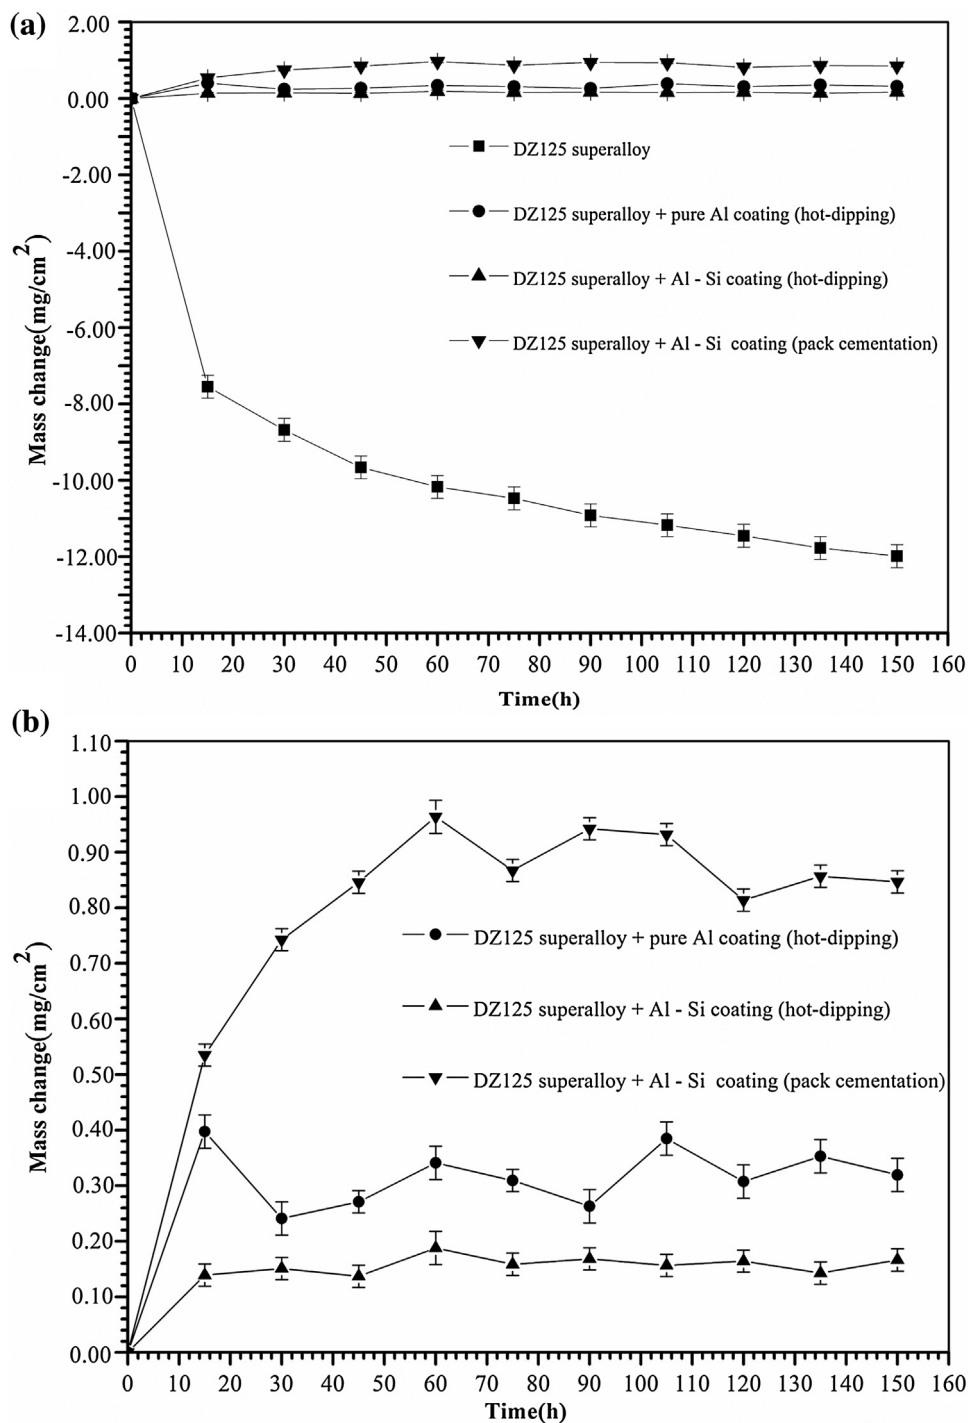 (a)
2.00
0.00
-2.00
-4.00
-6.00
-8.00
-10.00
-12.00
-14.00
Mass change(mg/cm2)
DZ125 superalloy
DZ125 superalloy + pure Al coating (hot-dipping)
DZ125 superalloy + Al - Si coating (hot-dipping)
DZ125 superalloy + Al - Si coating (pack cementation)
0 10 20 30 40 50 60 70 80 90 100 110 120 130 140 150 160
Time(h)
(b)
1.10
1.00
0.90
0.80
0.70
0.60
0.50
0.40
0.30
0.20
0.10
0.00
Mass change(mg/cm2)
DZ125 superalloy + pure Al coating (hot-dipping)
DZ125 superalloy + Al - Si coating (hot-dipping)
DZ125 superalloy + Al - Si coating (pack cementation)
0 10 20 30 40 50 60 70 80 90 100 110 120 130 140 150 160
Time(h)